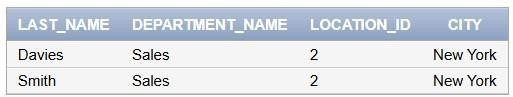 LAST_NAME DEPARTMENT_NAME LOCATION_ID CITY
Davies Sales 2 New York
Smith Sales 2 New York